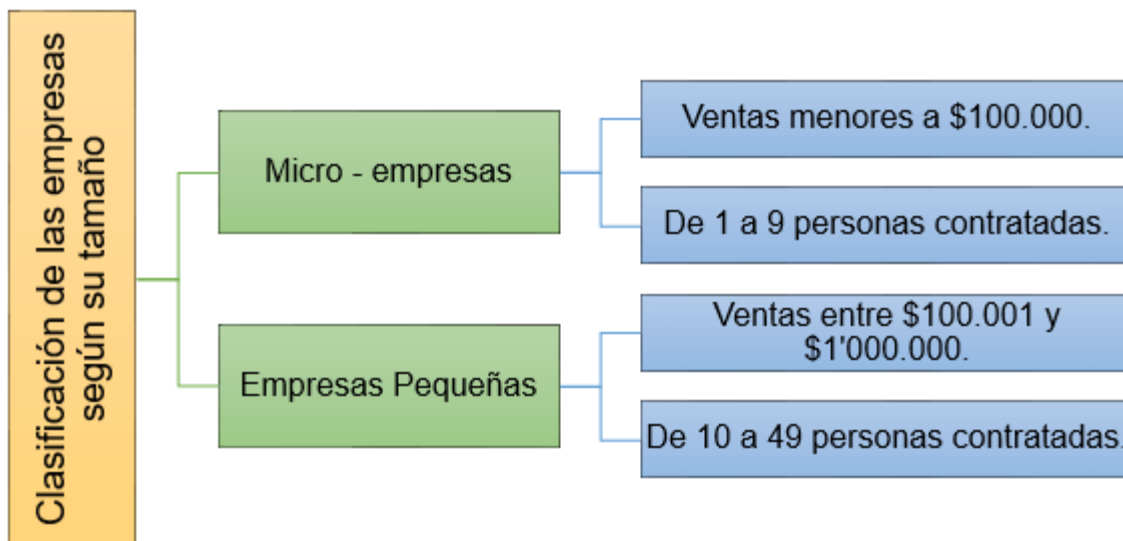 Clasificación de las empresas
según su tamaño
Micro - empresas
Ventas menores a $100.000.
De 1 a 9 personas contratadas.
Empresas Pequeñas
Ventas entre $100.001 y
$1'000.000.
De 10 a 49 personas contratadas.